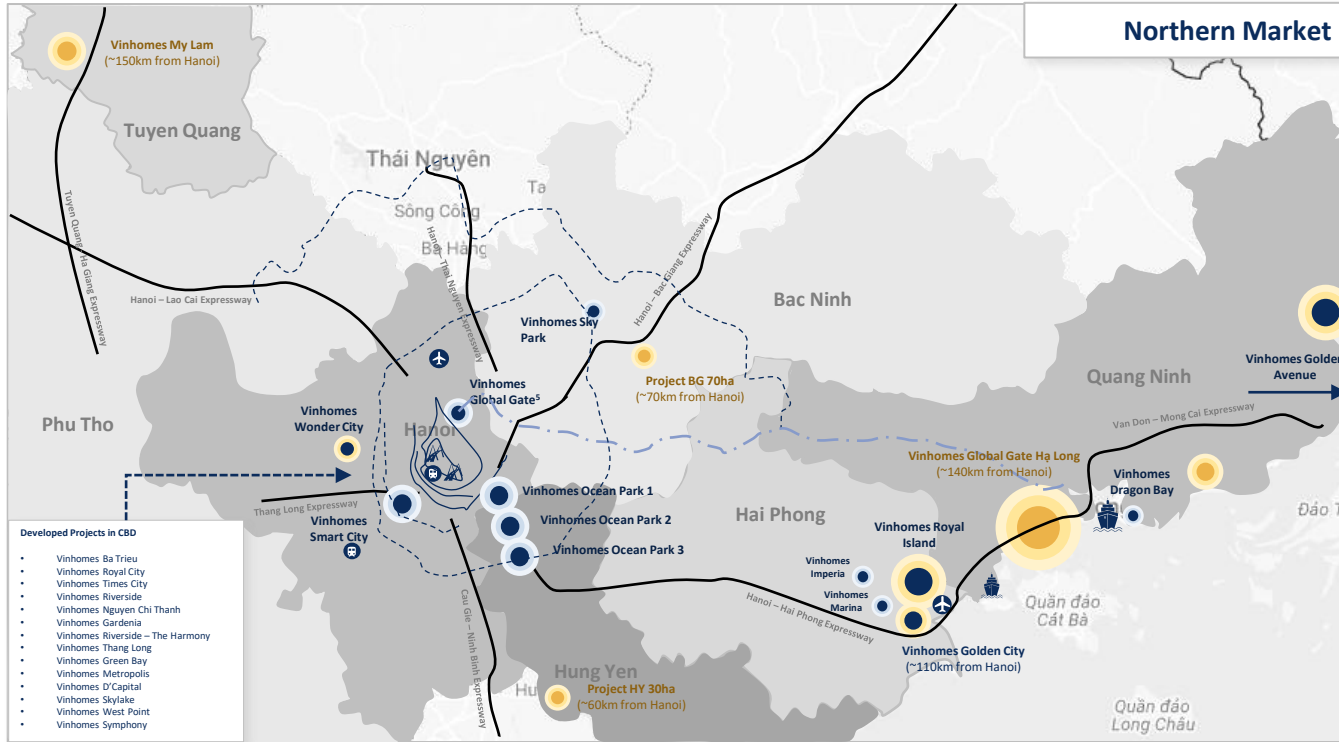 Northern Market
Vinhomes My Lam
(~150km from Hanoi)
Tuyen Quang
Thái Nguyên
Ta
Sông Công
Bá Hàng
Tuyen Quang – Ha Giang Expressway
Hanoi – Thai Nguyen Expressway
Hanoi – Bac Giang Expressway
Hanoi – Lao Cai Expressway
Bac Ninh
Vinhomes Sky
Park
Vinhomes Golden
Avenue
Quang Ninh
Project BG 70ha
(~70km from Hanoi)
Vinhomes
Global Gate⁵
Phu Tho
Vinhomes
Wonder City
Hanoi
Van Don – Mong Cai Expressway
Vinhomes Global Gate Hạ Long
(~140km from Hanoi)
Vinhomes
Dragon Bay
Thang Long Expressway
Vinhomes Ocean Park 1
Vinhomes Ocean Park 2
Vinhomes Ocean Park 3
Hai Phong
Đảo T
Vinhomes
Smart City
Vinhomes Royal
Island
Vinhomes
Imperia
Vinhomes
Marina
Hanoi – Hai Phong Expressway
Quần đảo
Cát Bà
Cau Gie – Ninh Binh Expressway
Vinhomes Golden City
(~110km from Hanoi)
Hung Yen
Hu
Project HY 30ha
(~60km from Hanoi)
Quần đảo
Long Châu
Developed Projects in CBD
• Vinhomes Ba Trieu
• Vinhomes Royal City
• Vinhomes Times City
• Vinhomes Riverside
• Vinhomes Nguyen Chi Thanh
• Vinhomes Gardenia
• Vinhomes Riverside – The Harmony
• Vinhomes Thang Long
• Vinhomes Green Bay
• Vinhomes Metropolis
• Vinhomes D'Capital
• Vinhomes Skylake
• Vinhomes West Point
• Vinhomes Symphony